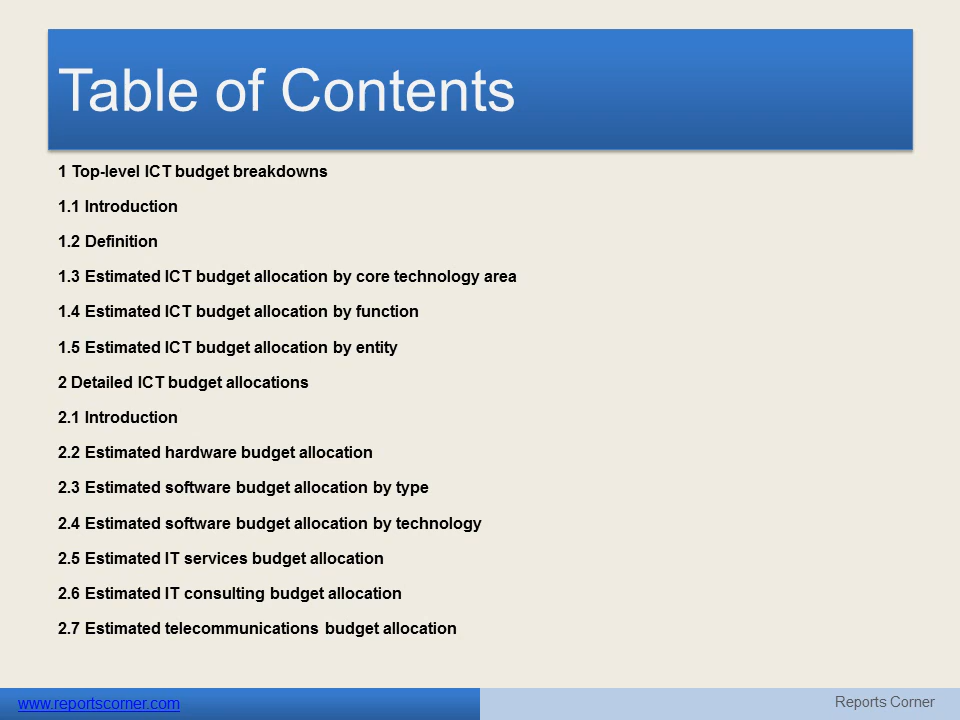 Table of Contents
1 Top-level ICT budget breakdowns
1.1 Introduction
1.2 Definition
1.3 Estimated ICT budget allocation by core technology area
1.4 Estimated ICT budget allocation by function
1.5 Estimated ICT budget allocation by entity
2 Detailed ICT budget allocations
2.1 Introduction
2.2 Estimated hardware budget allocation
2.3 Estimated software budget allocation by type
2.4 Estimated software budget allocation by technology
2.5 Estimated IT services budget allocation
2.6 Estimated IT consulting budget allocation
2.7 Estimated telecommunications budget allocation
www.reportscorner.com
Reports Corner